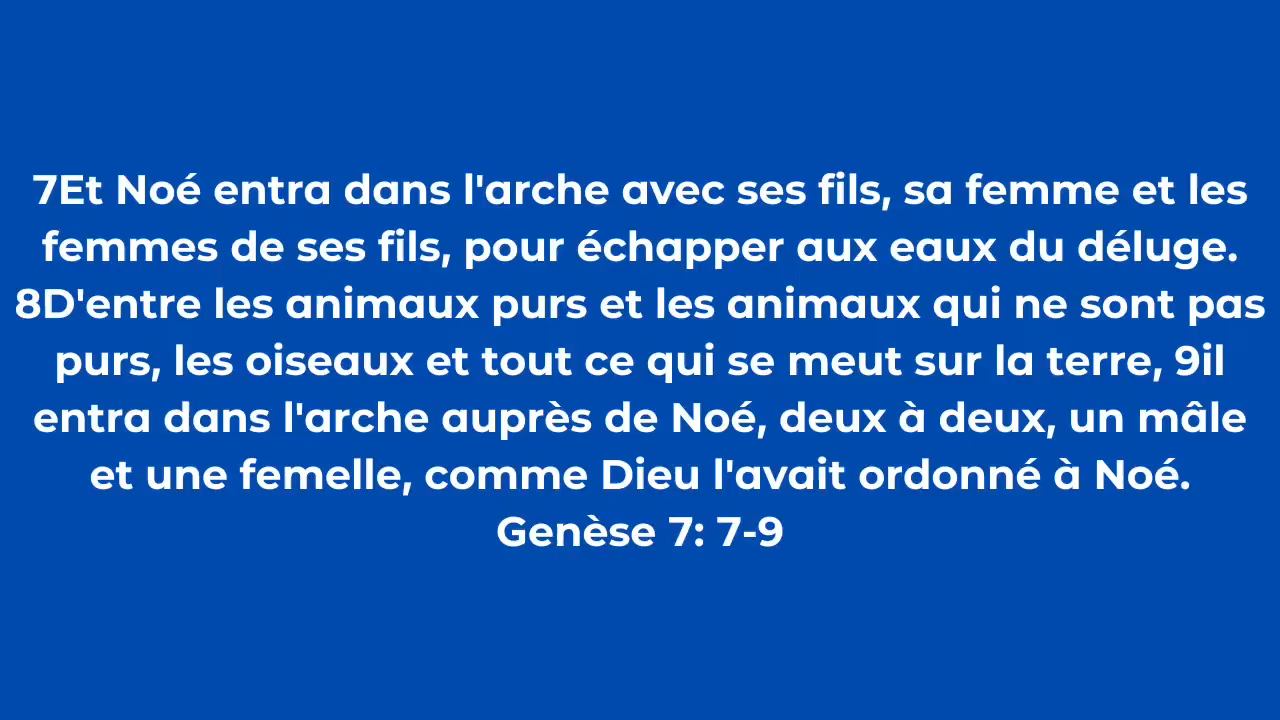 7Et Noé entra dans l'arche avec ses fils, sa femme et les
femmes de ses fils, pour échapper aux eaux du déluge.
8D'entre les animaux purs et les animaux qui ne sont pas
purs, les oiseaux et tout ce qui se meut sur la terre, 9il
entra dans l'arche auprès de Noé, deux à deux, un mâle
et une femelle, comme Dieu l'avait ordonné à Noé.
Genèse 7: 7-9